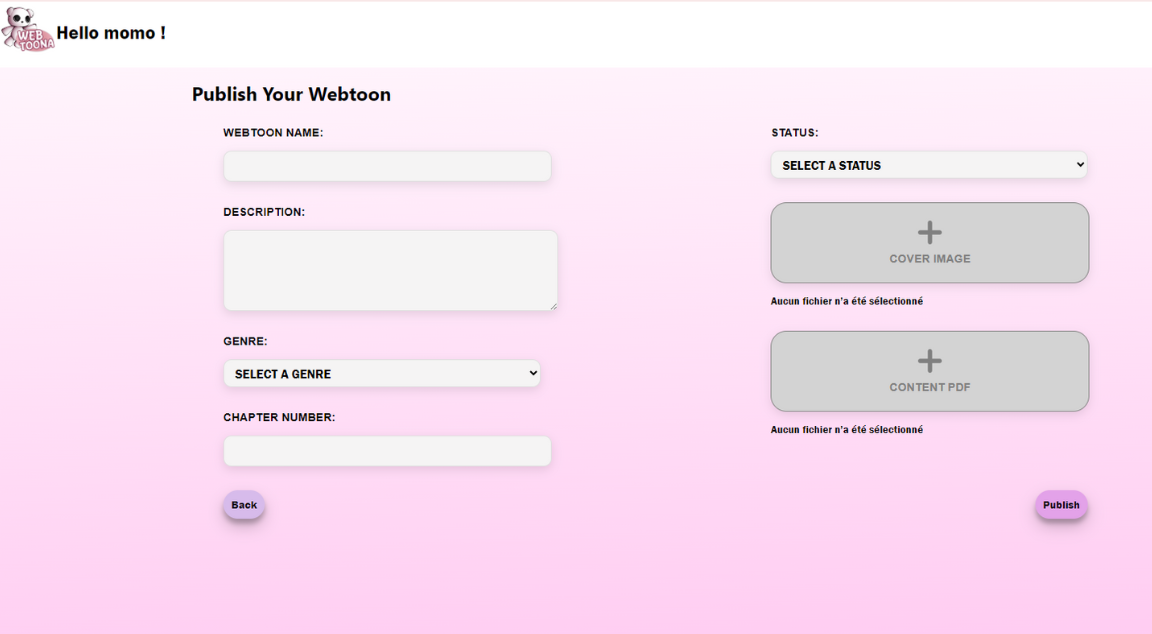 WEB
TOONA
Hello momo !
Publish Your Webtoon
WEBTOON NAME:
DESCRIPTION:
GENRE:
SELECT A GENRE
CHAPTER NUMBER:
Back
STATUS:
SELECT A STATUS
COVER IMAGE
Aucun fichier n'a été sélectionné
CONTENT PDF
Aucun fichier n'a été sélectionné
Publish